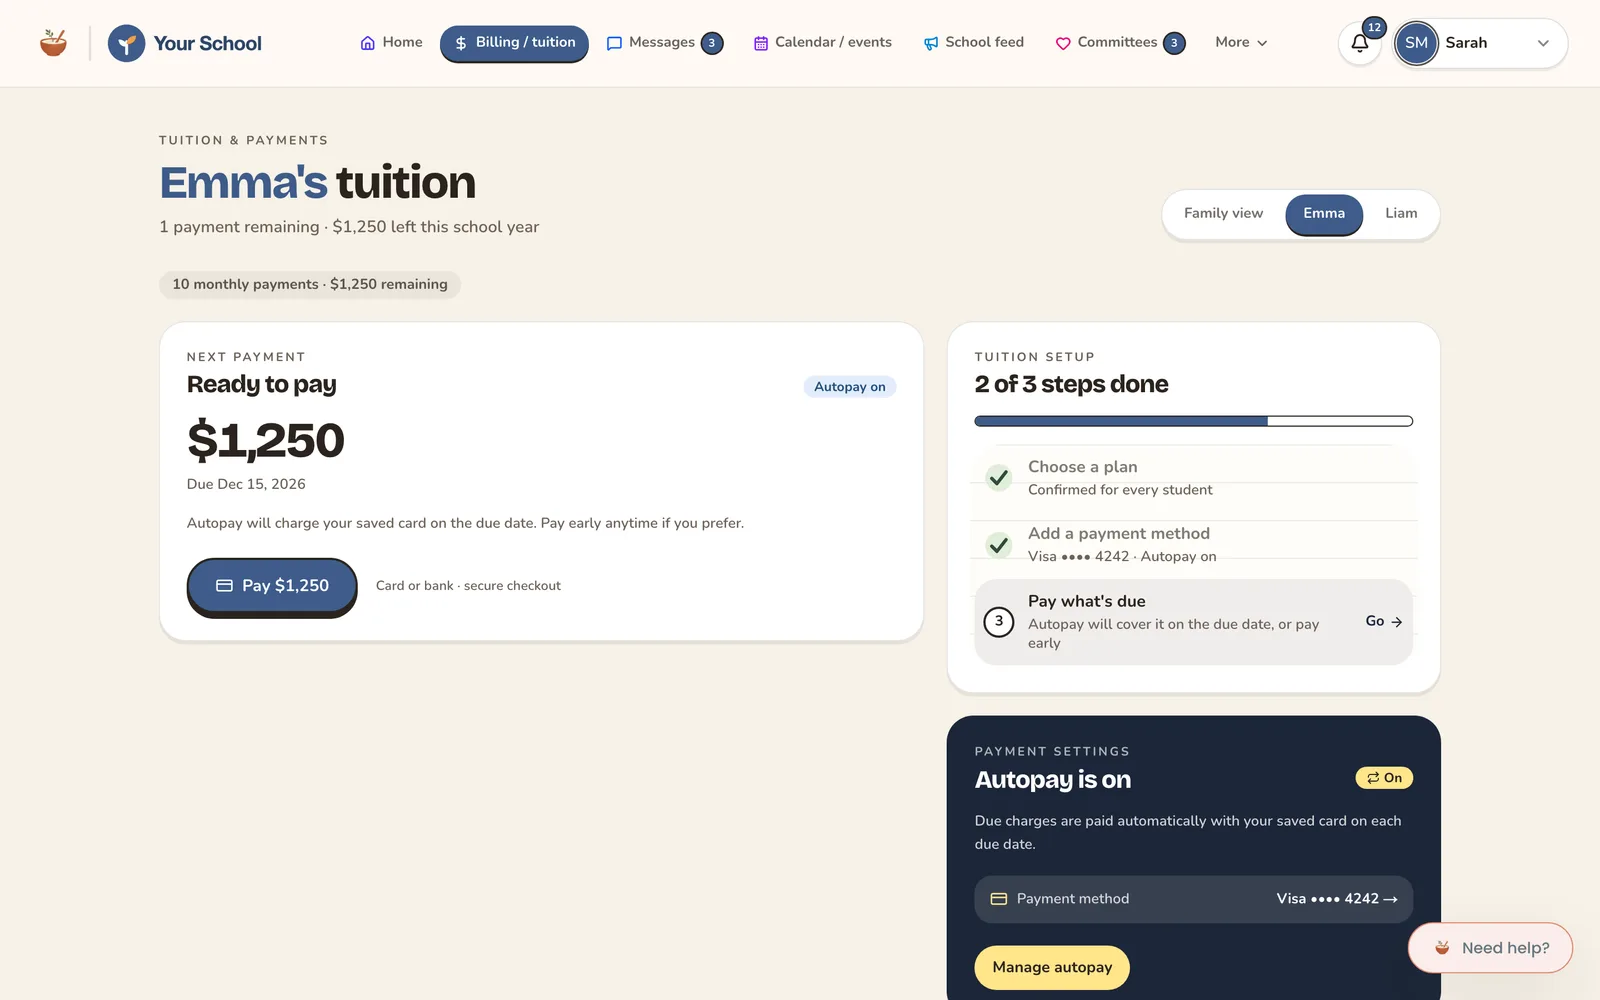 Your School
Home
Billing / tuition
Messages 3
Calendar / events
School feed
Committees 3
More
12
SM Sarah
TUITION & PAYMENTS
Emma's tuition
1 payment remaining · $1,250 left this school year
Family view
Emma
Liam
10 monthly payments · $1,250 remaining
NEXT PAYMENT
Ready to pay
Autopay on
$1,250
Due Dec 15, 2026
Autopay will charge your saved card on the due date. Pay early anytime if you prefer.
Pay $1,250
Card or bank · secure checkout
TUITION SETUP
2 of 3 steps done
Choose a plan
Confirmed for every student
Add a payment method
Visa •••• 4242 · Autopay on
3
Pay what's due
Autopay will cover it on the due date, or pay
early
Go →
PAYMENT SETTINGS
Autopay is on
On
Due charges are paid automatically with your saved card on each
due date.
Payment method
Visa •••• 4242 →
Manage autopay
Need help?